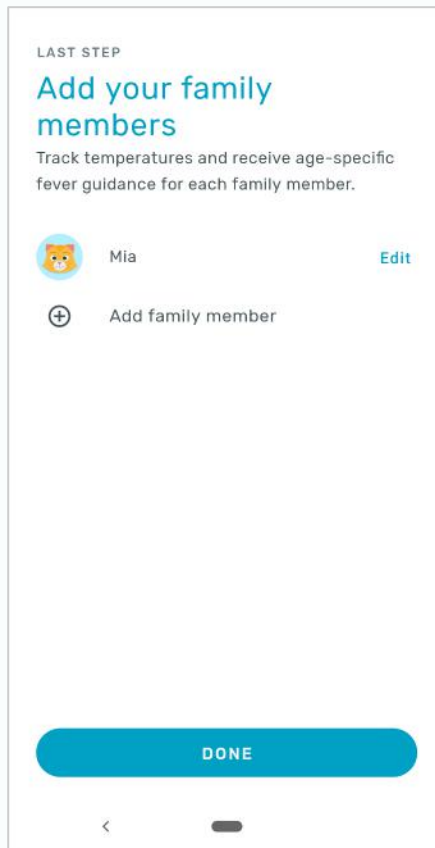 LAST STEP
Add your family
members
Track temperatures and receive age-specific
fever guidance for each family member.
Mia Edit
Add family member
DONE